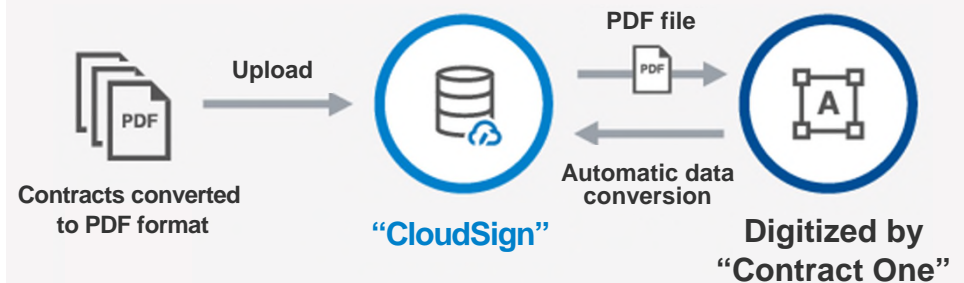 PDF file
Upload
PDF
PDF
A
Contracts converted
to PDF format
Automatic data
conversion
“CloudSign”
Digitized by
“Contract One”